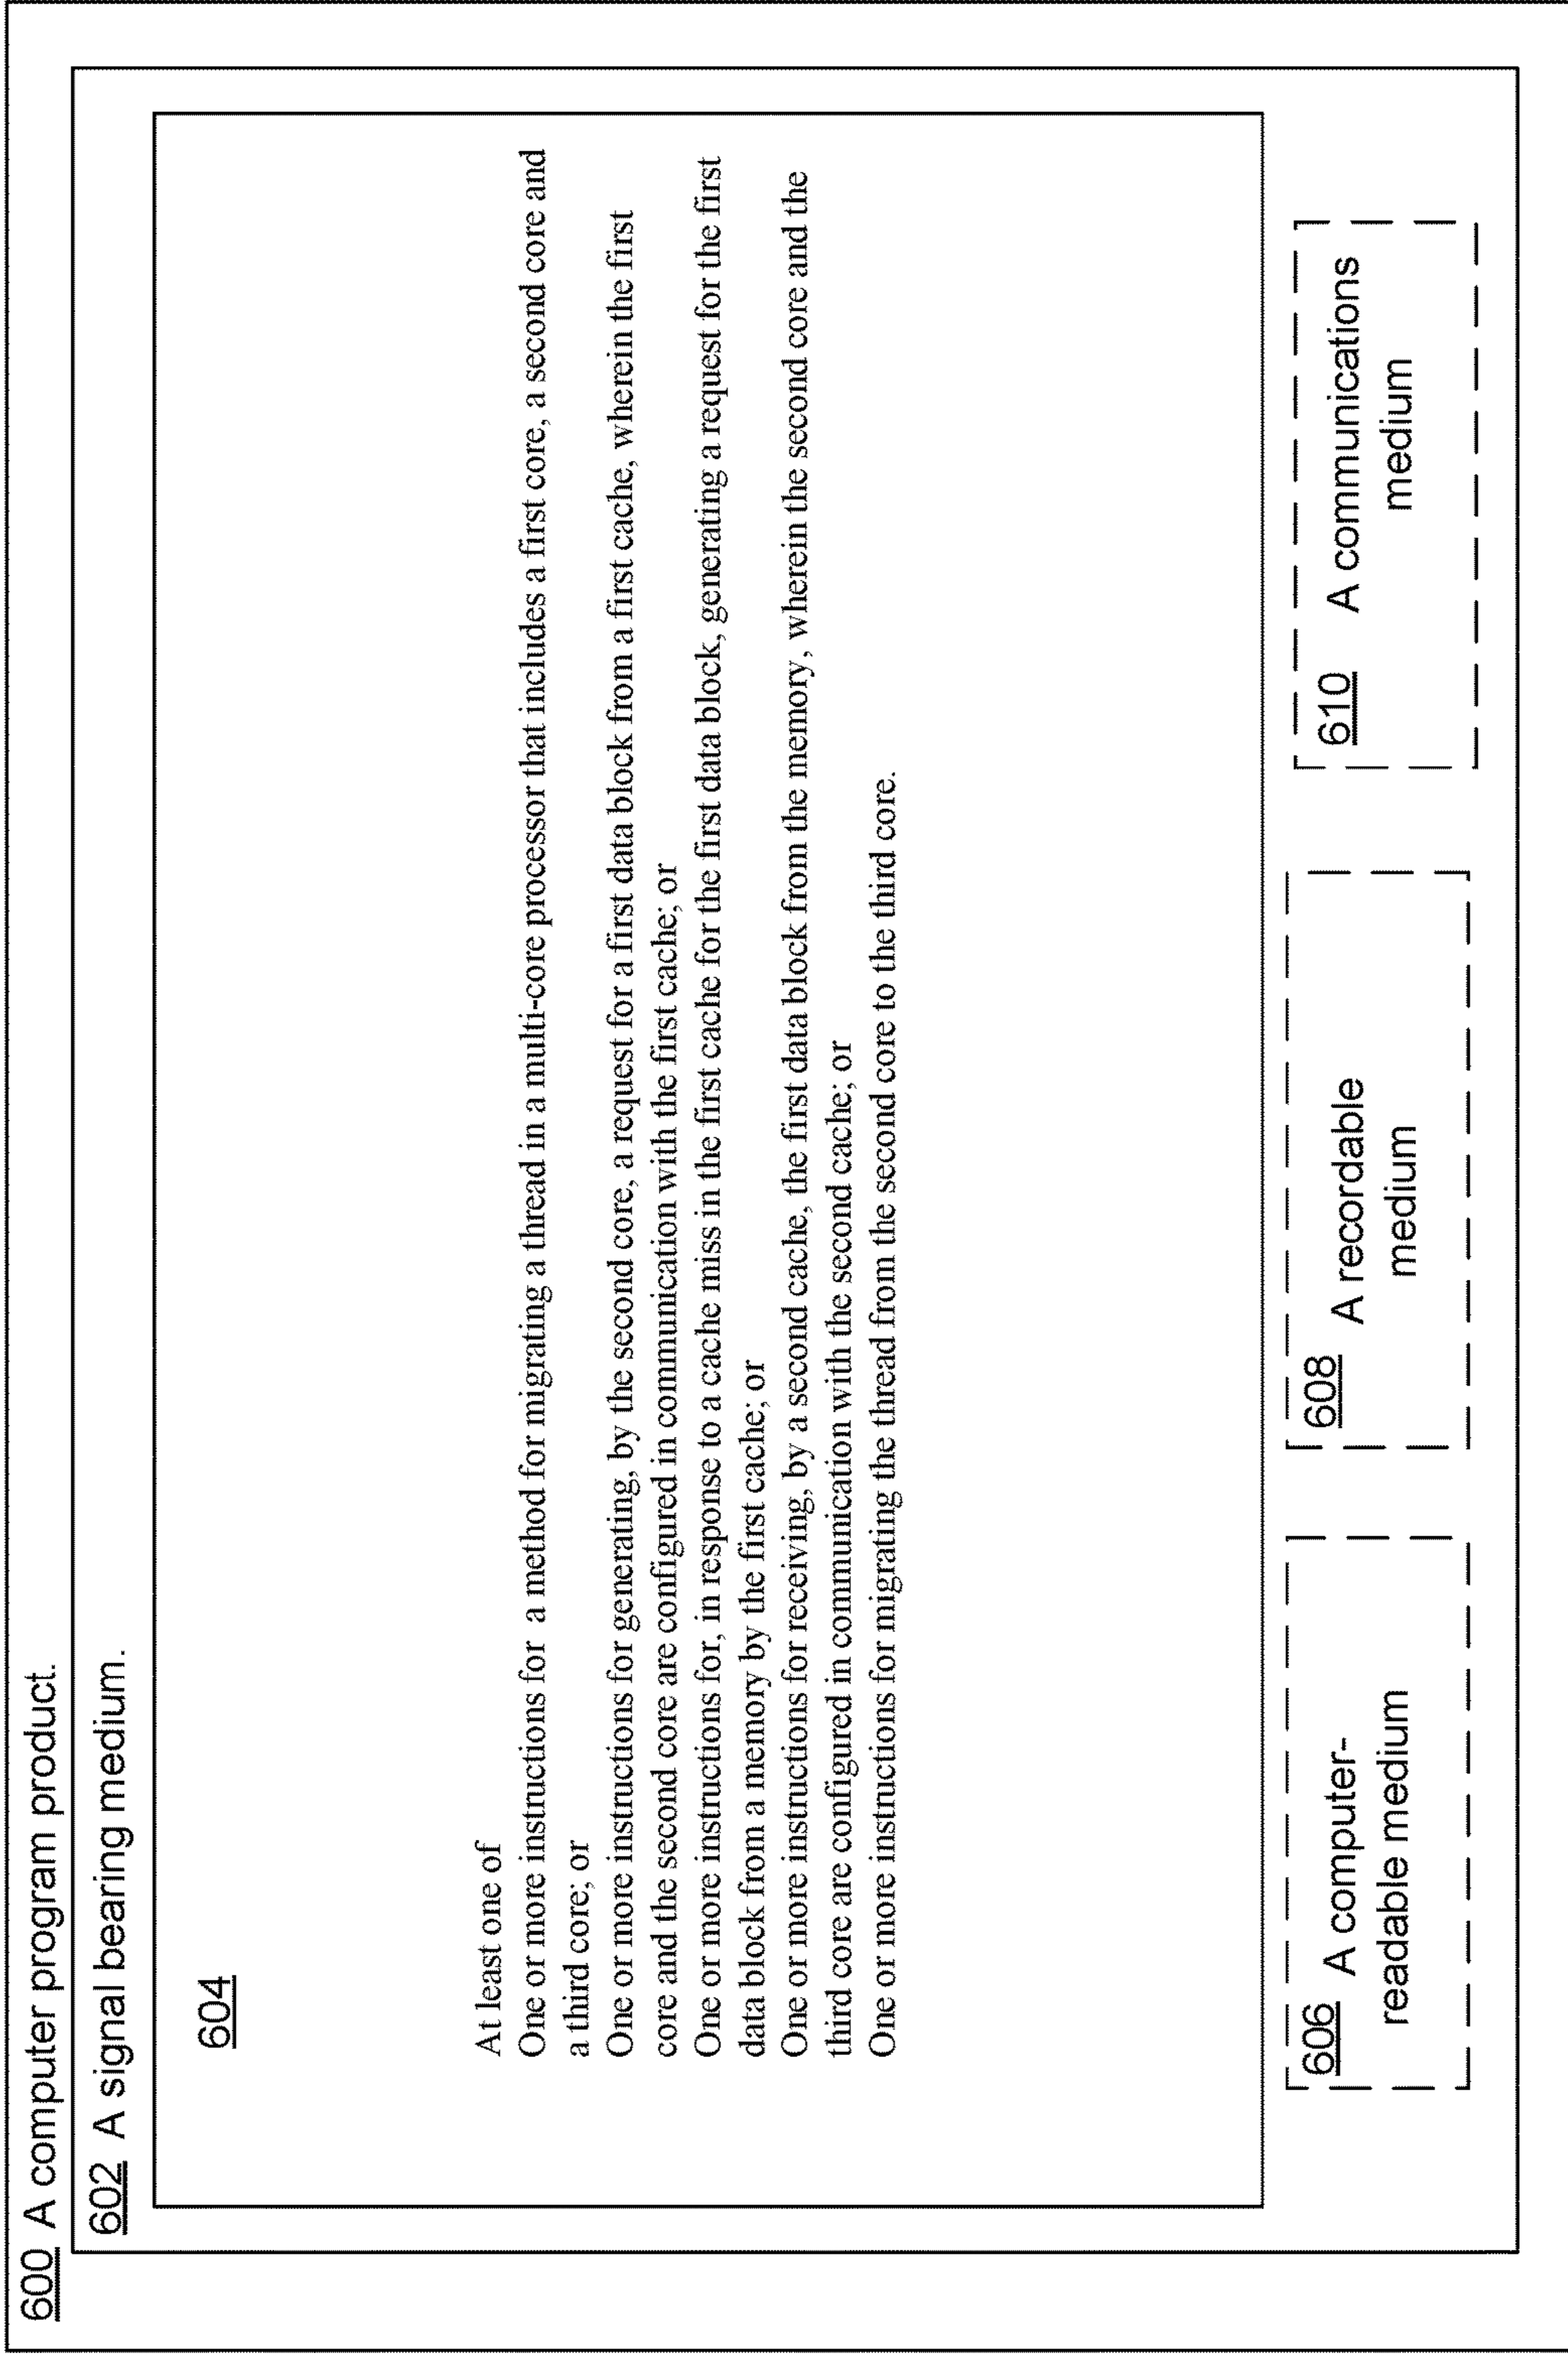 600 A computer program product.
602 A signal bearing medium.
604
At least one of
One or more instructions for a method for migrating a thread in a multi-core processor that includes a first core, a second core and
a third core; or
One or more instructions for generating, by the second core, a request for a first data block from a first cache, wherein the first
core and the second core are configured in communication with the first cache; or
One or more instructions for, in response to a cache miss in the first cache for the first data block, generating a request for the first
data block from a memory by the first cache; or
One or more instructions for receiving, by a second cache, the first data block from the memory, wherein the second core and the
third core are configured in communication with the second cache; or
One or more instructions for migrating the thread from the second core to the third core.
606 A computer-
readable medium
608 A recordable
medium
610 A communications
medium